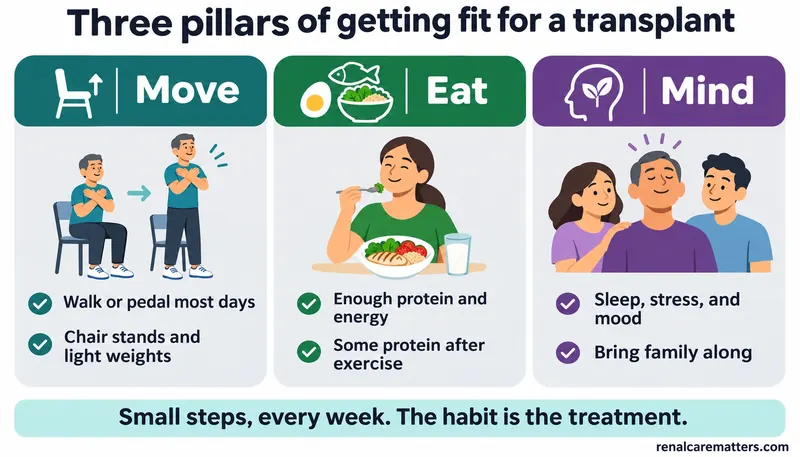 Three pillars of getting fit for a transplant
Move
Walk or pedal most days
Chair stands and
light weights
Eat
Enough protein and
energy
Some protein after
exercise
Mind
Sleep, stress, and
mood
Bring family along
Small steps, every week. The habit is the treatment.
renalcarematters.com